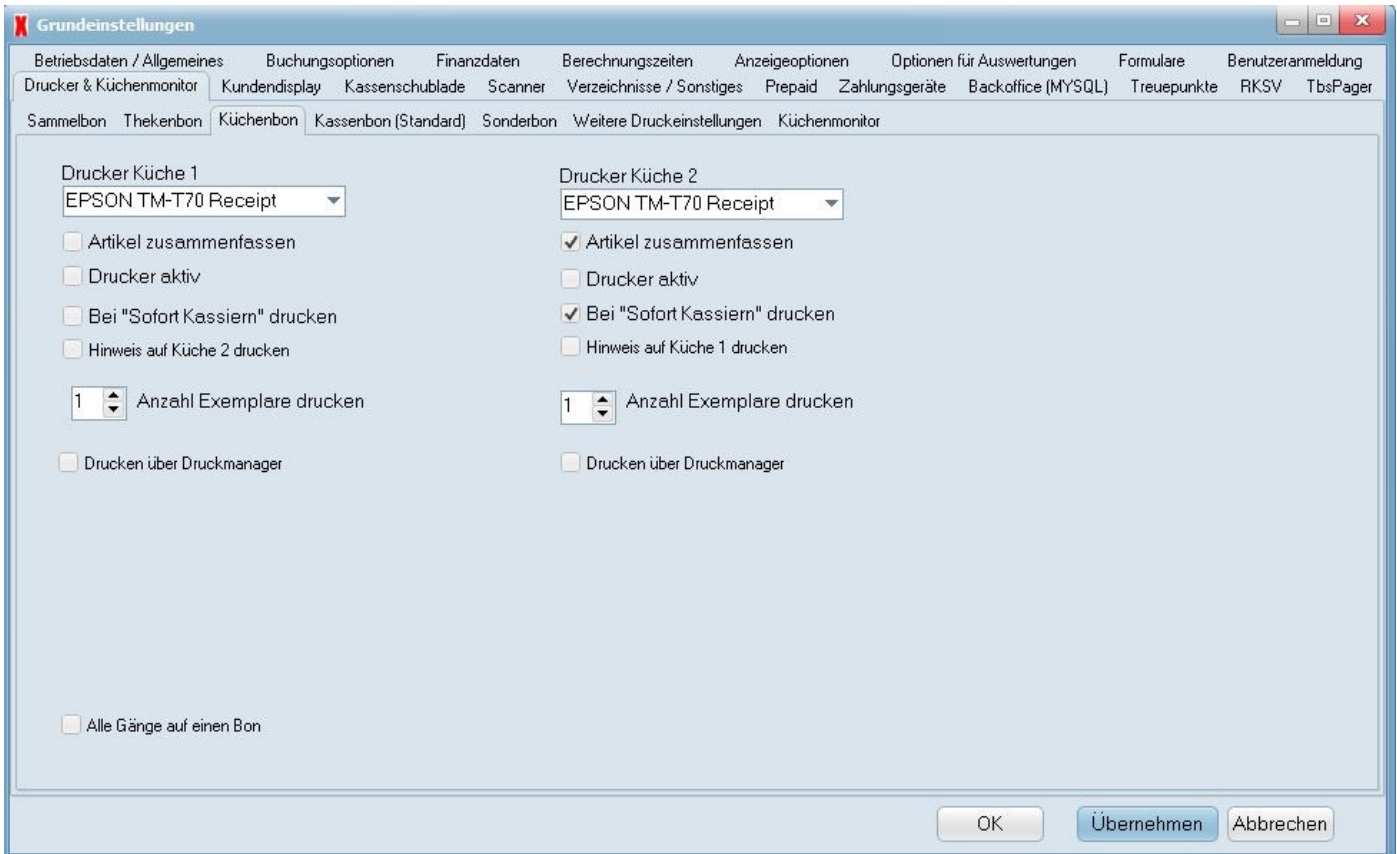 Grundeinstellungen
Betriebsdaten / Allgemeines Buchungsoptionen Finanzdaten Berechnungszeiten Anzeigeoptionen Optionen für Auswertungen Formulare Benutzeranmeldung
Drucker & Küchenmonitor Kundendisplay Kassenschublade Scanner Verzeichnisse / Sonstiges Prepaid Zahlungsgeräte Backoffice (MYSQL) Treuepunkte RKSV TbsPager
Sammelbon Thekenbon Küchenbon Kassenbon (Standard) Sonderbon Weitere Druckeinstellungen Küchenmonitor
Drucker Küche 1
EPSON TM-T70 Receipt
Artikel zusammenfassen
Drucker aktiv
Bei "Sofort Kassiern" drucken
Hinweis auf Küche 2 drucken
1 Anzahl Exemplare drucken
Drucken über Druckmanager
Drucker Küche 2
EPSON TM-T70 Receipt
Artikel zusammenfassen
Drucker aktiv
Bei "Sofort Kassiern" drucken
Hinweis auf Küche 1 drucken
1 Anzahl Exemplare drucken
Drucken über Druckmanager
Alle Gänge auf einen Bon
OK Übernehmen Abbrechen